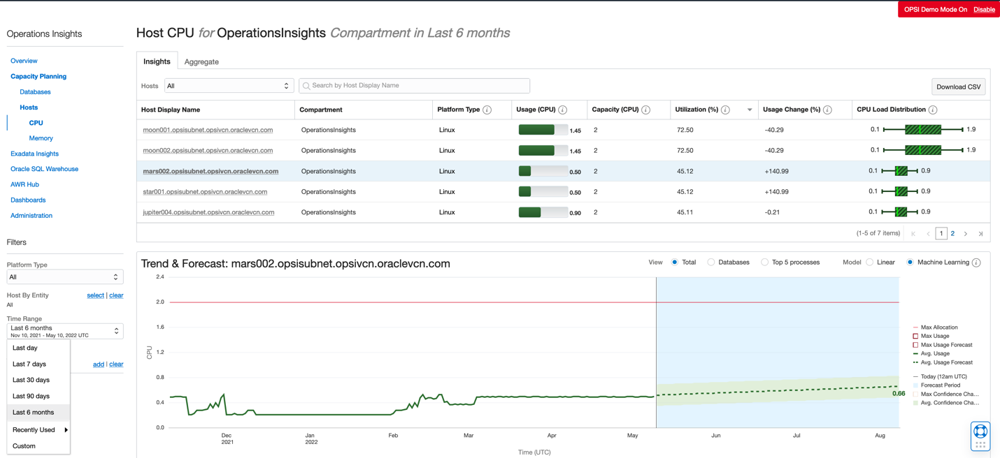 OPSI Demo Mode On Disable
Operations Insights
Overview
Capacity Planning
Databases
Hosts
CPU
Memory
Exadata Insights
Oracle SQL Warehouse
AWR Hub
Dashboards
Administration
Filters
Platform Type
All
Host By Entity select | clear
All
Time Range
Last 6 months
Nov 10, 2021 - May 10, 2022 UTC
Last day
Last 7 days
add | clear
Last 30 days
Last 90 days
Last 6 months
Recently Used
Custom
Host CPU for OperationsInsights Compartment in Last 6 months
Insights Aggregate
Hosts All Search by Host Display Name Download CSV
Host Display Name Compartment Platform Type i Usage (CPU) i Capacity (CPU) i Utilization (%) i Usage Change (%) i CPU Load Distribution i
moon001.opsisubnet.opsivcn.oraclevcn.com OperationsInsights Linux 1.45 2 72.50 -40.29 0.1 1.9
moon002.opsisubnet.opsivcn.oraclevcn.com OperationsInsights Linux 1.45 2 72.50 -40.29 0.1 1.9
mars002.opsisubnet.opsivcn.oraclevcn.com OperationsInsights Linux 0.50 2 45.12 +140.99 0.1 0.9
star001.opsisubnet.opsivcn.oraclevcn.com OperationsInsights Linux 0.50 2 45.12 +140.99 0.1 0.9
jupiter004.opsisubnet.opsivcn.oraclevcn.com OperationsInsights Linux 0.90 2 45.11 -0.21 0.1 0.9
(1-5 of 7 items) 1 2
Trend & Forecast: mars002.opsisubnet.opsivcn.oraclevcn.com View Total Databases Top 5 processes Model Linear Machine Learning i
2.4
2.0
1.6
1.2
0.8
0.4
0.0
CPU
0.66
Dec Jan Feb Mar Apr May Jun Jul Aug
2021 2022
Time (UTC)
Max Allocation
Max Usage
Max Usage Forecast
Avg. Usage
Avg. Usage Forecast
Today (12am UTC)
Forecast Period
Max Confidence Cha...
Avg. Confidence Cha...